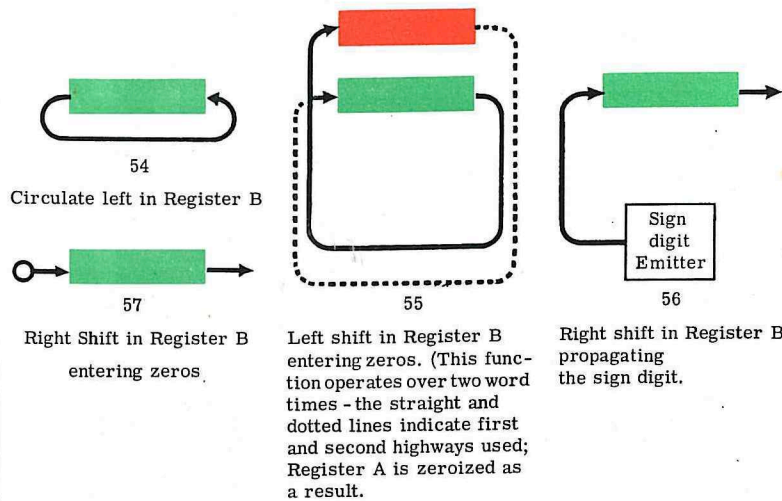 54
Circulate left in Register B
57
Right Shift in Register B
entering zeros
55
Left shift in Register B
entering zeros. (This func-
tion operates over two word
times - the straight and
dotted lines indicate first
and second highways used;
Register A is zeroized as
a result.
Sign
digit
Emitter
56
Right shift in Register B
propagating
the sign digit.